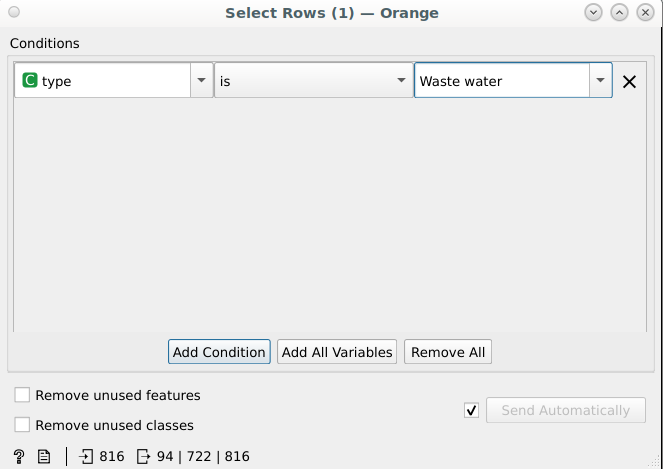 Select Rows (1) — Orange
Conditions
C type is Waste water
Add Condition Add All Variables Remove All
Remove unused features
Remove unused classes
Send Automatically
? 816 94 | 722 | 816